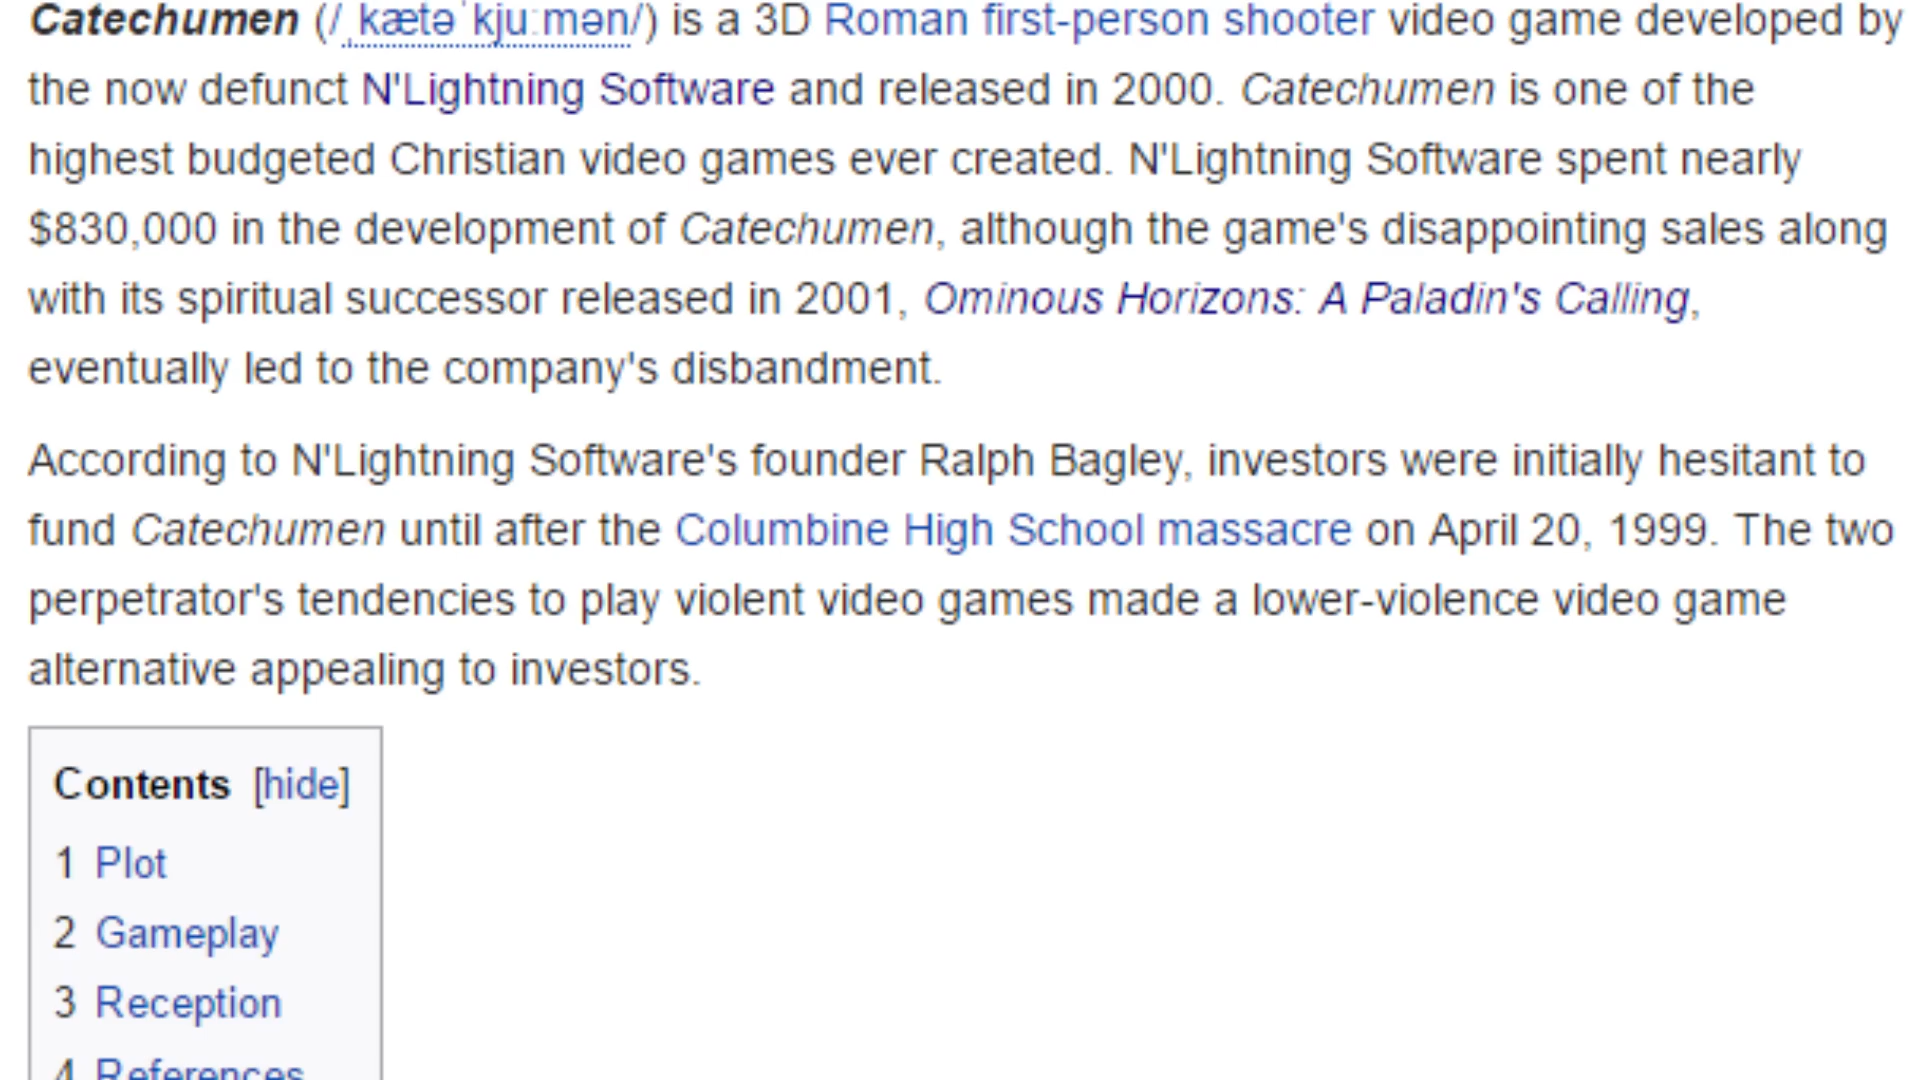 Catechumen (/ˌkætəˈkjuːmən/) is a 3D Roman first-person shooter video game developed by
the now defunct N'Lightning Software and released in 2000. Catechumen is one of the
highest budgeted Christian video games ever created. N'Lightning Software spent nearly
$830,000 in the development of Catechumen, although the game's disappointing sales along
with its spiritual successor released in 2001, Ominous Horizons: A Paladin's Calling,
eventually led to the company's disbandment.
According to N'Lightning Software's founder Ralph Bagley, investors were initially hesitant to
fund Catechumen until after the Columbine High School massacre on April 20, 1999. The two
perpetrator's tendencies to play violent video games made a lower-violence video game
alternative appealing to investors.
Contents [hide]
1 Plot
2 Gameplay
3 Reception
4 References